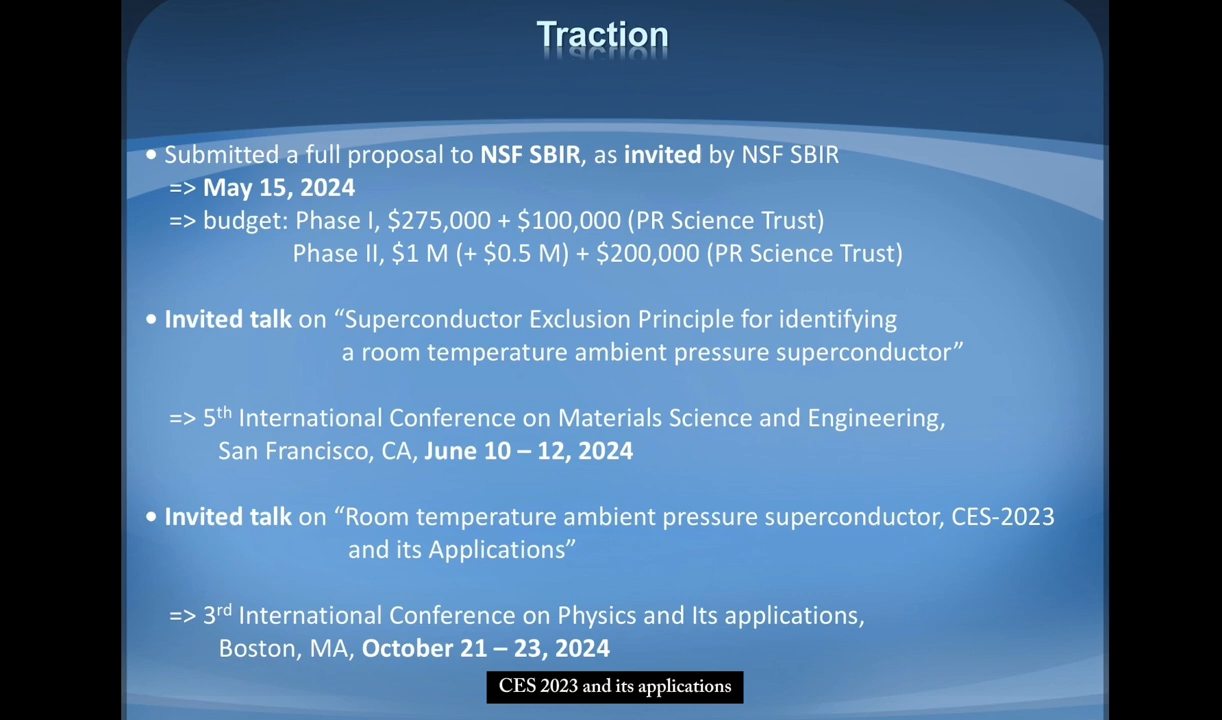 Traction
• Submitted a full proposal to NSF SBIR, as invited by NSF SBIR
=> May 15, 2024
=> budget: Phase I, $275,000 + $100,000 (PR Science Trust)
Phase II, $1 M (+ $0.5 M) + $200,000 (PR Science Trust)
• Invited talk on “Superconductor Exclusion Principle for identifying
a room temperature ambient pressure superconductor”
=> 5th International Conference on Materials Science and Engineering,
San Francisco, CA, June 10 – 12, 2024
• Invited talk on “Room temperature ambient pressure superconductor, CES-2023
and its Applications”
=> 3rd International Conference on Physics and Its applications,
Boston, MA, October 21 – 23, 2024
CES 2023 and its applications